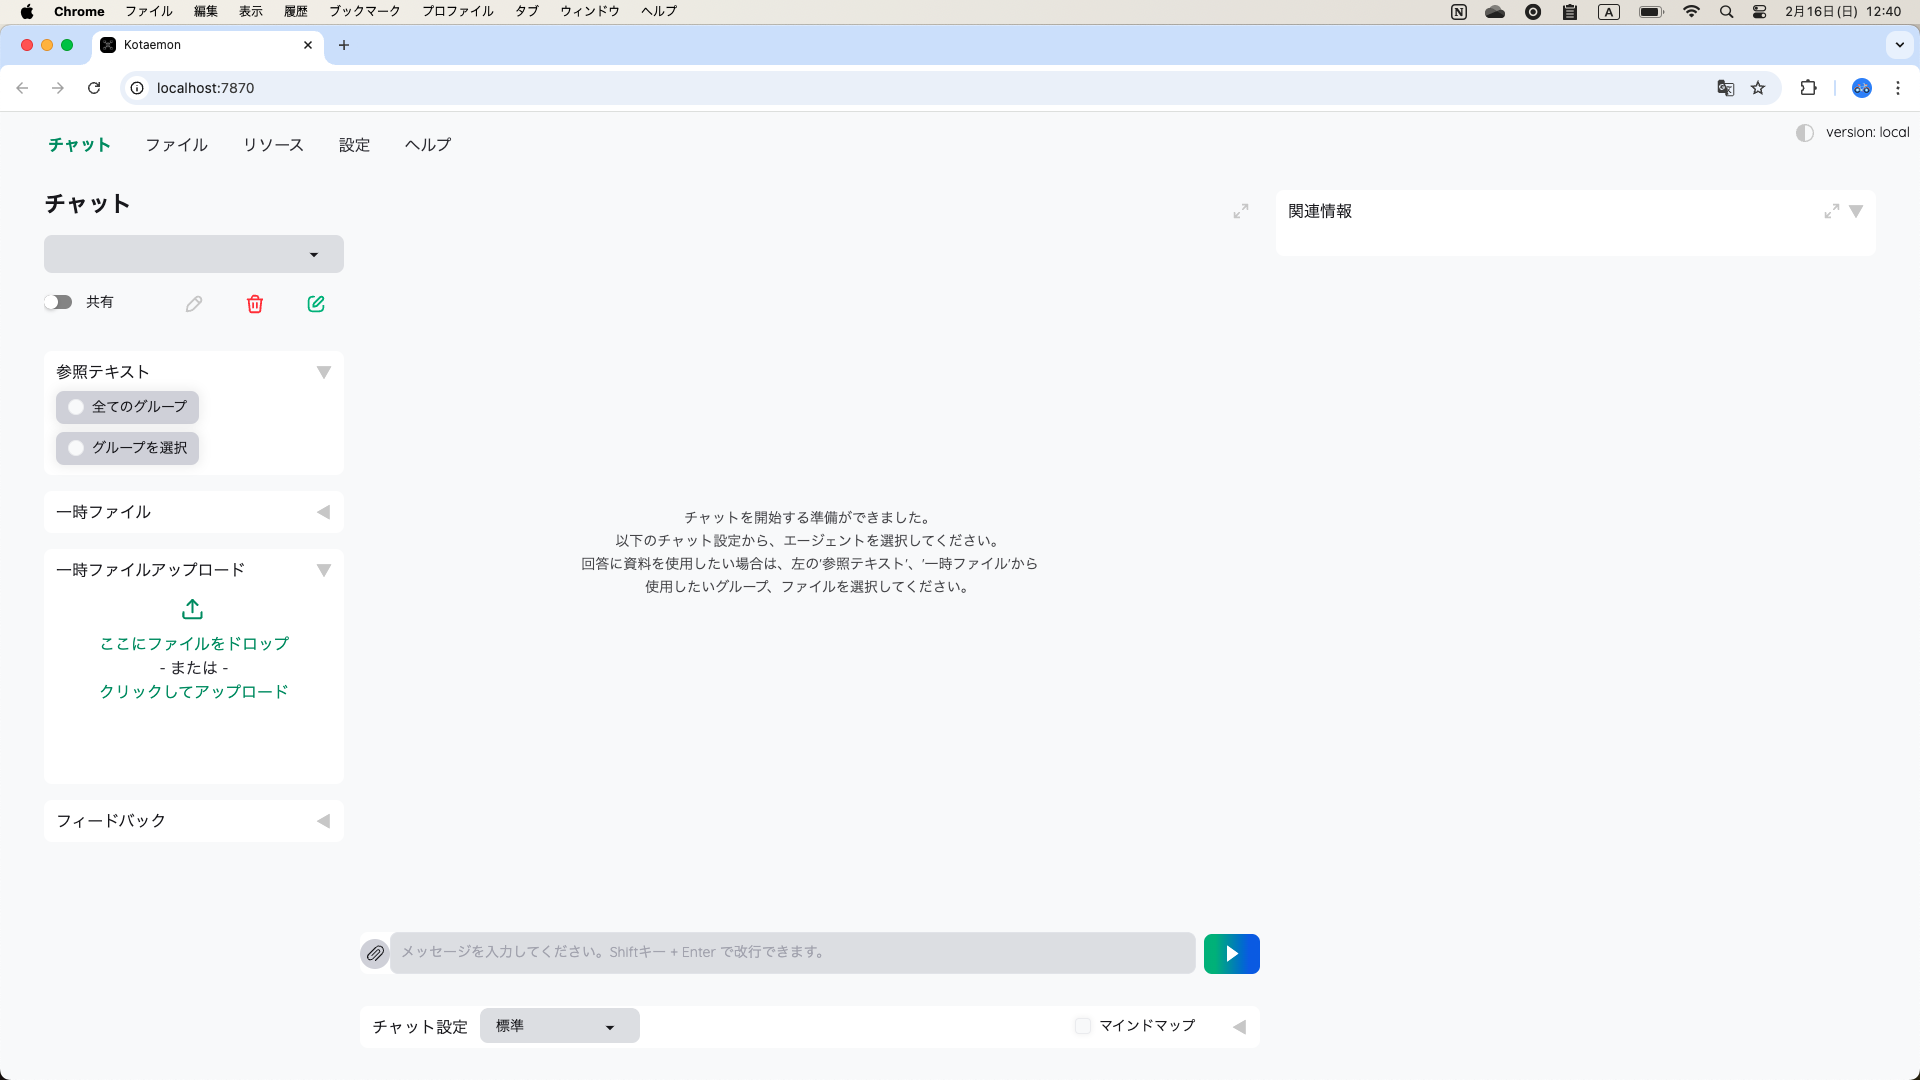 Chrome ファイル 編集 表示 履歴 ブックマーク プロファイル タブ ウィンドウ ヘルプ N A 2月16日(日) 12:40
Kotaemon
localhost:7870
チャット ファイル リソース 設定 ヘルプ
version: local
チャット
共有
参照テキスト
全てのグループ
グループを選択
一時ファイル
一時ファイルアップロード
ここにファイルをドロップ
- または -
クリックしてアップロード
フィードバック
チャットを開始する準備ができました。
以下のチャット設定から、エージェントを選択してください。
回答に資料を使用したい場合は、左の'参照テキスト'、'一時ファイル'から
使用したいグループ、ファイルを選択してください。
メッセージを入力してください。Shiftキー + Enter で改行できます。
チャット設定 標準 マインドマップ
関連情報